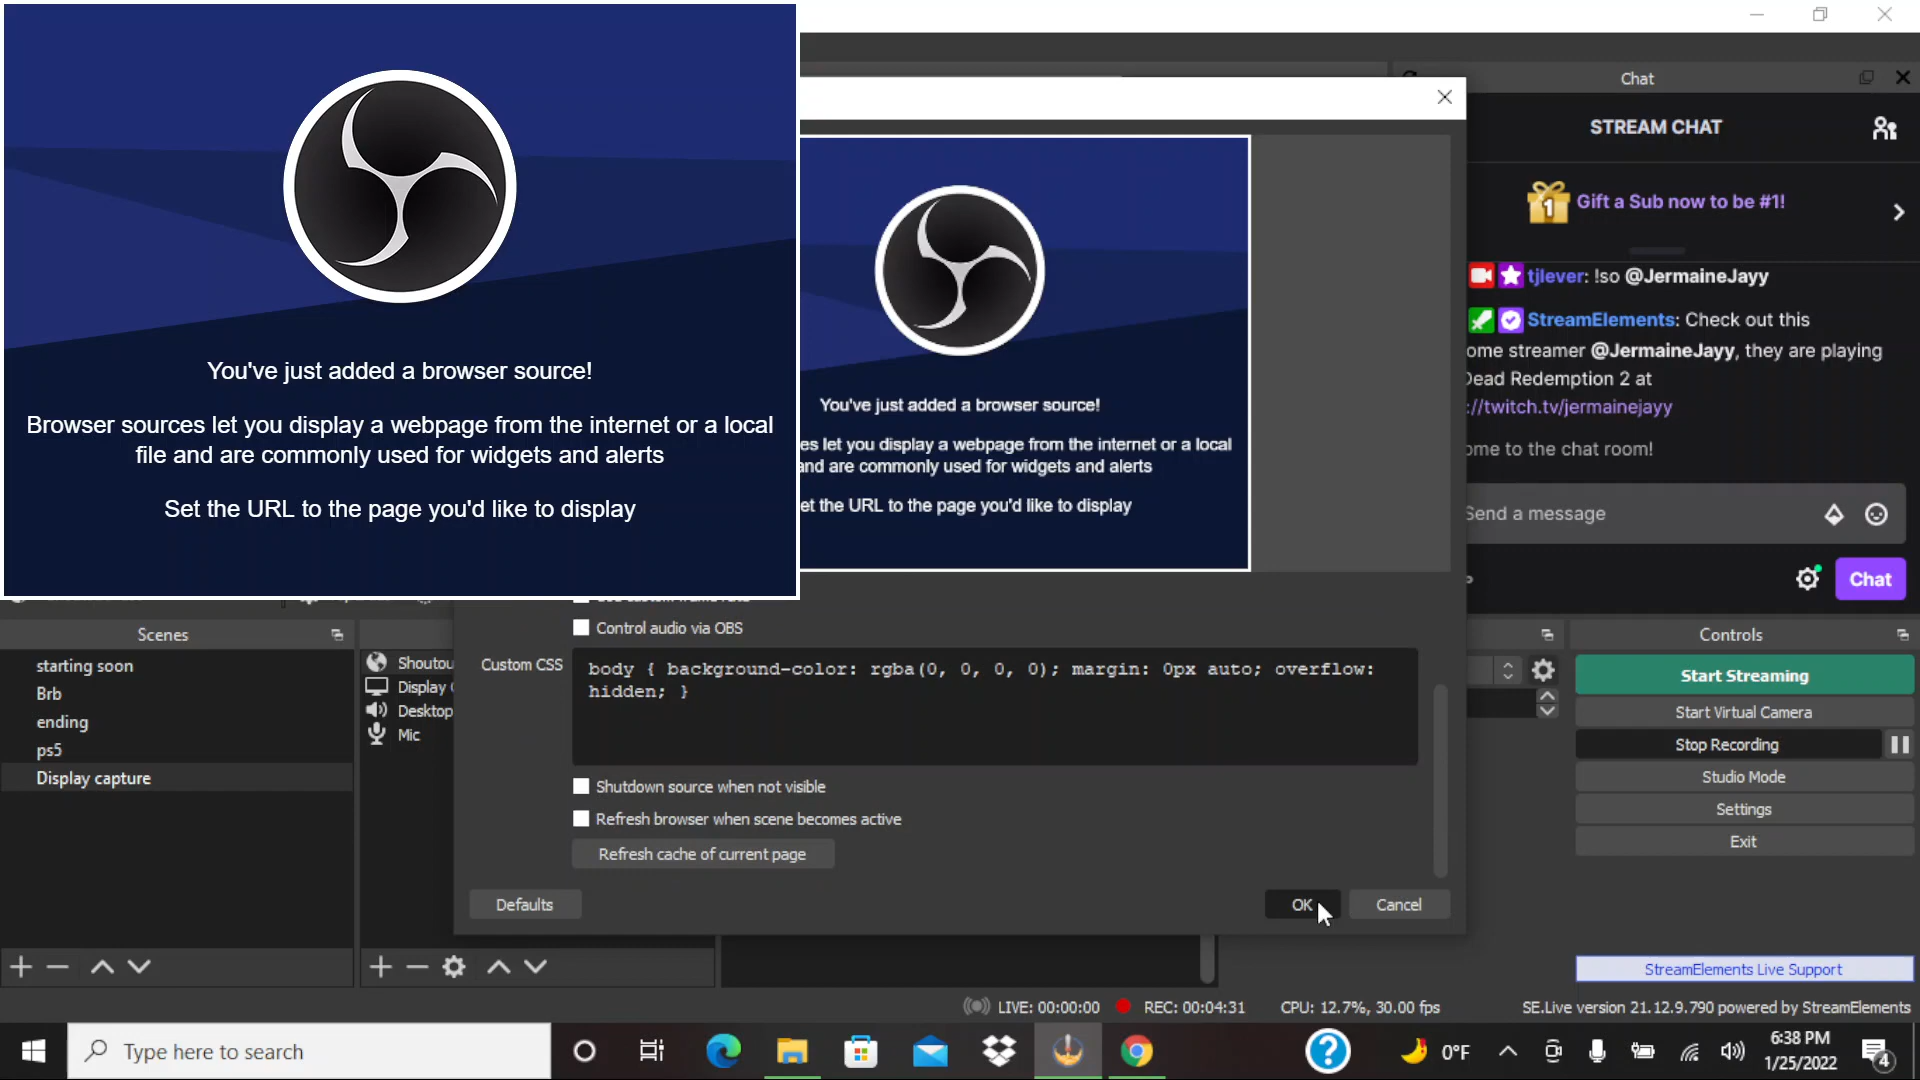 You've just added a browser source!
Browser sources let you display a webpage from the internet or a local
file and are commonly used for widgets and alerts
Set the URL to the page you'd like to display
You've just added a browser source!
es let you display a webpage from the internet or a local
and are commonly used for widgets and alerts
et the URL to the page you'd like to display
Chat
STREAM CHAT
1
Gift a Sub now to be #1!
tjlever: !so @JermaineJayy
StreamElements: Check out this
ome streamer @JermaineJayy, they are playing
Dead Redemption 2 at
://twitch.tv/jermainejayy
ome to the chat room!
Send a message
Chat
Scenes
starting soon
Brb
ending
ps5
Display capture
Shoutou
Display
Desktop
Mic
Control audio via OBS
Custom CSS
body { background-color: rgba(0, 0, 0, 0); margin: 0px auto; overflow:
hidden; }
Shutdown source when not visible
Refresh browser when scene becomes active
Refresh cache of current page
Defaults
OK
Cancel
Controls
Start Streaming
Start Virtual Camera
Stop Recording
Studio Mode
Settings
Exit
StreamElements Live Support
LIVE: 00:00:00
REC: 00:04:31
CPU: 12.7%, 30.00 fps
SE.Live version 21.12.9.790 powered by StreamElements
Type here to search
?
0°F
6:38 PM
1/25/2022
4